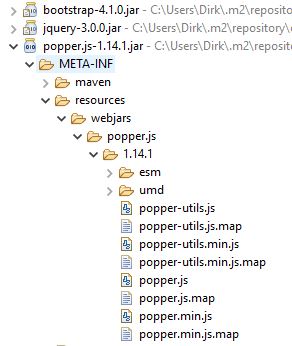 bootstrap-4.1.0.jar - C:\Users\Dirk\.m2\reposito
jquery-3.0.0.jar - C:\Users\Dirk\.m2\repository\
popper.js-1.14.1.jar - C:\Users\Dirk\.m2\reposito
META-INF
maven
resources
webjars
popper.js
1.14.1
esm
umd
popper-utils.js
popper-utils.js.map
popper-utils.min.js
popper-utils.min.js.map
popper.js
popper.js.map
popper.min.js
popper.min.js.map